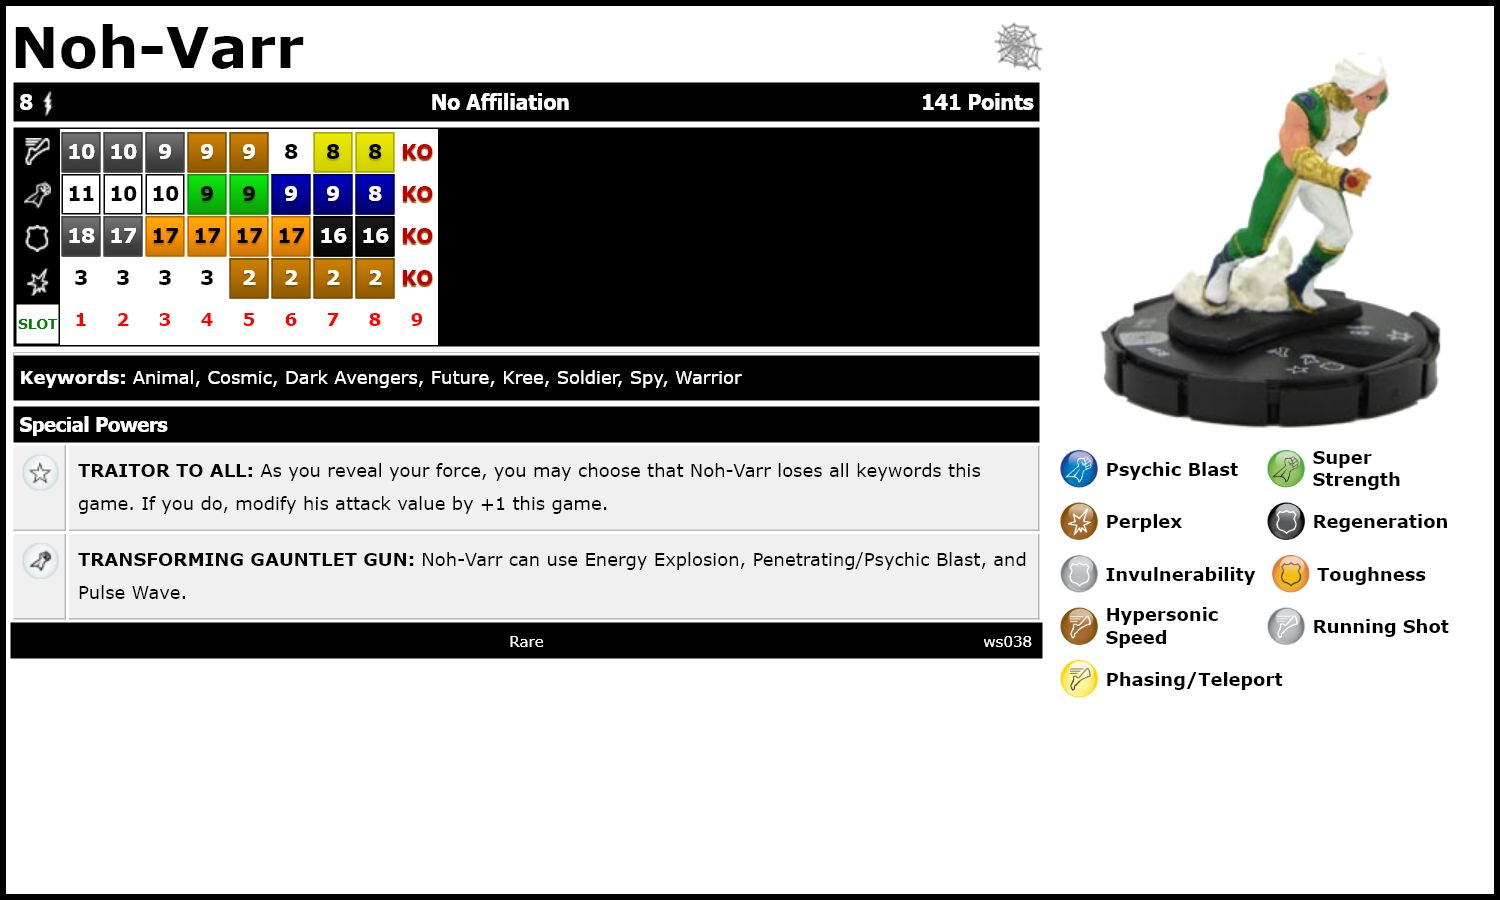 Noh-Varr
8 No Affiliation 141 Points
10 10 9 9 9 8 8 8 KO
11 10 10 9 9 9 9 8 KO
18 17 17 17 17 17 16 16 KO
3 3 3 3 2 2 2 2 KO
SLOT 1 2 3 4 5 6 7 8 9
Keywords: Animal, Cosmic, Dark Avengers, Future, Kree, Soldier, Spy, Warrior
Special Powers
TRAITOR TO ALL: As you reveal your force, you may choose that Noh-Varr loses all keywords this
game. If you do, modify his attack value by +1 this game.
TRANSFORMING GAUNTLET GUN: Noh-Varr can use Energy Explosion, Penetrating/Psychic Blast, and
Pulse Wave.
Rare ws038
Psychic Blast
Super
Strength
Perplex
Regeneration
Invulnerability
Toughness
Hypersonic
Speed
Running Shot
Phasing/Teleport